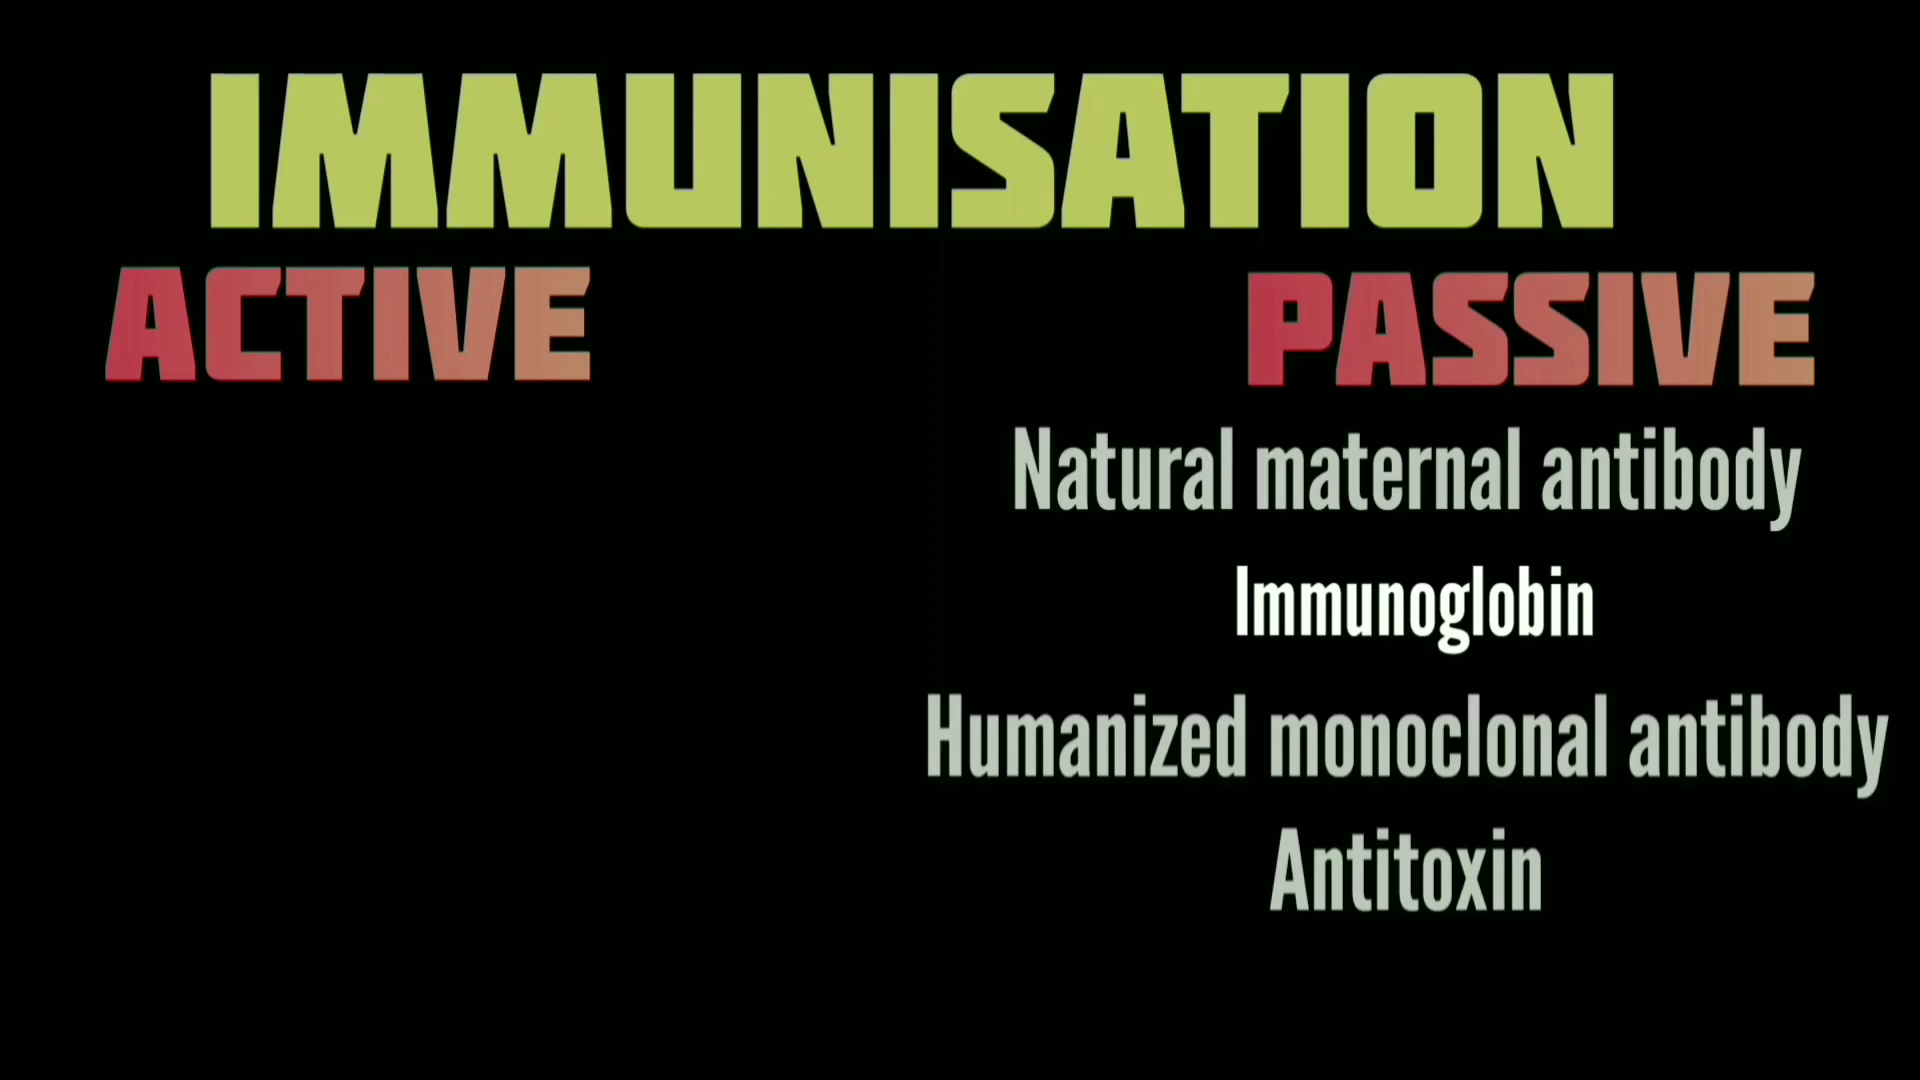 IMMUNISATION
ACTIVE
PASSIVE
Natural maternal antibody
Immunoglobin
Humanized monoclonal antibody
Antitoxin